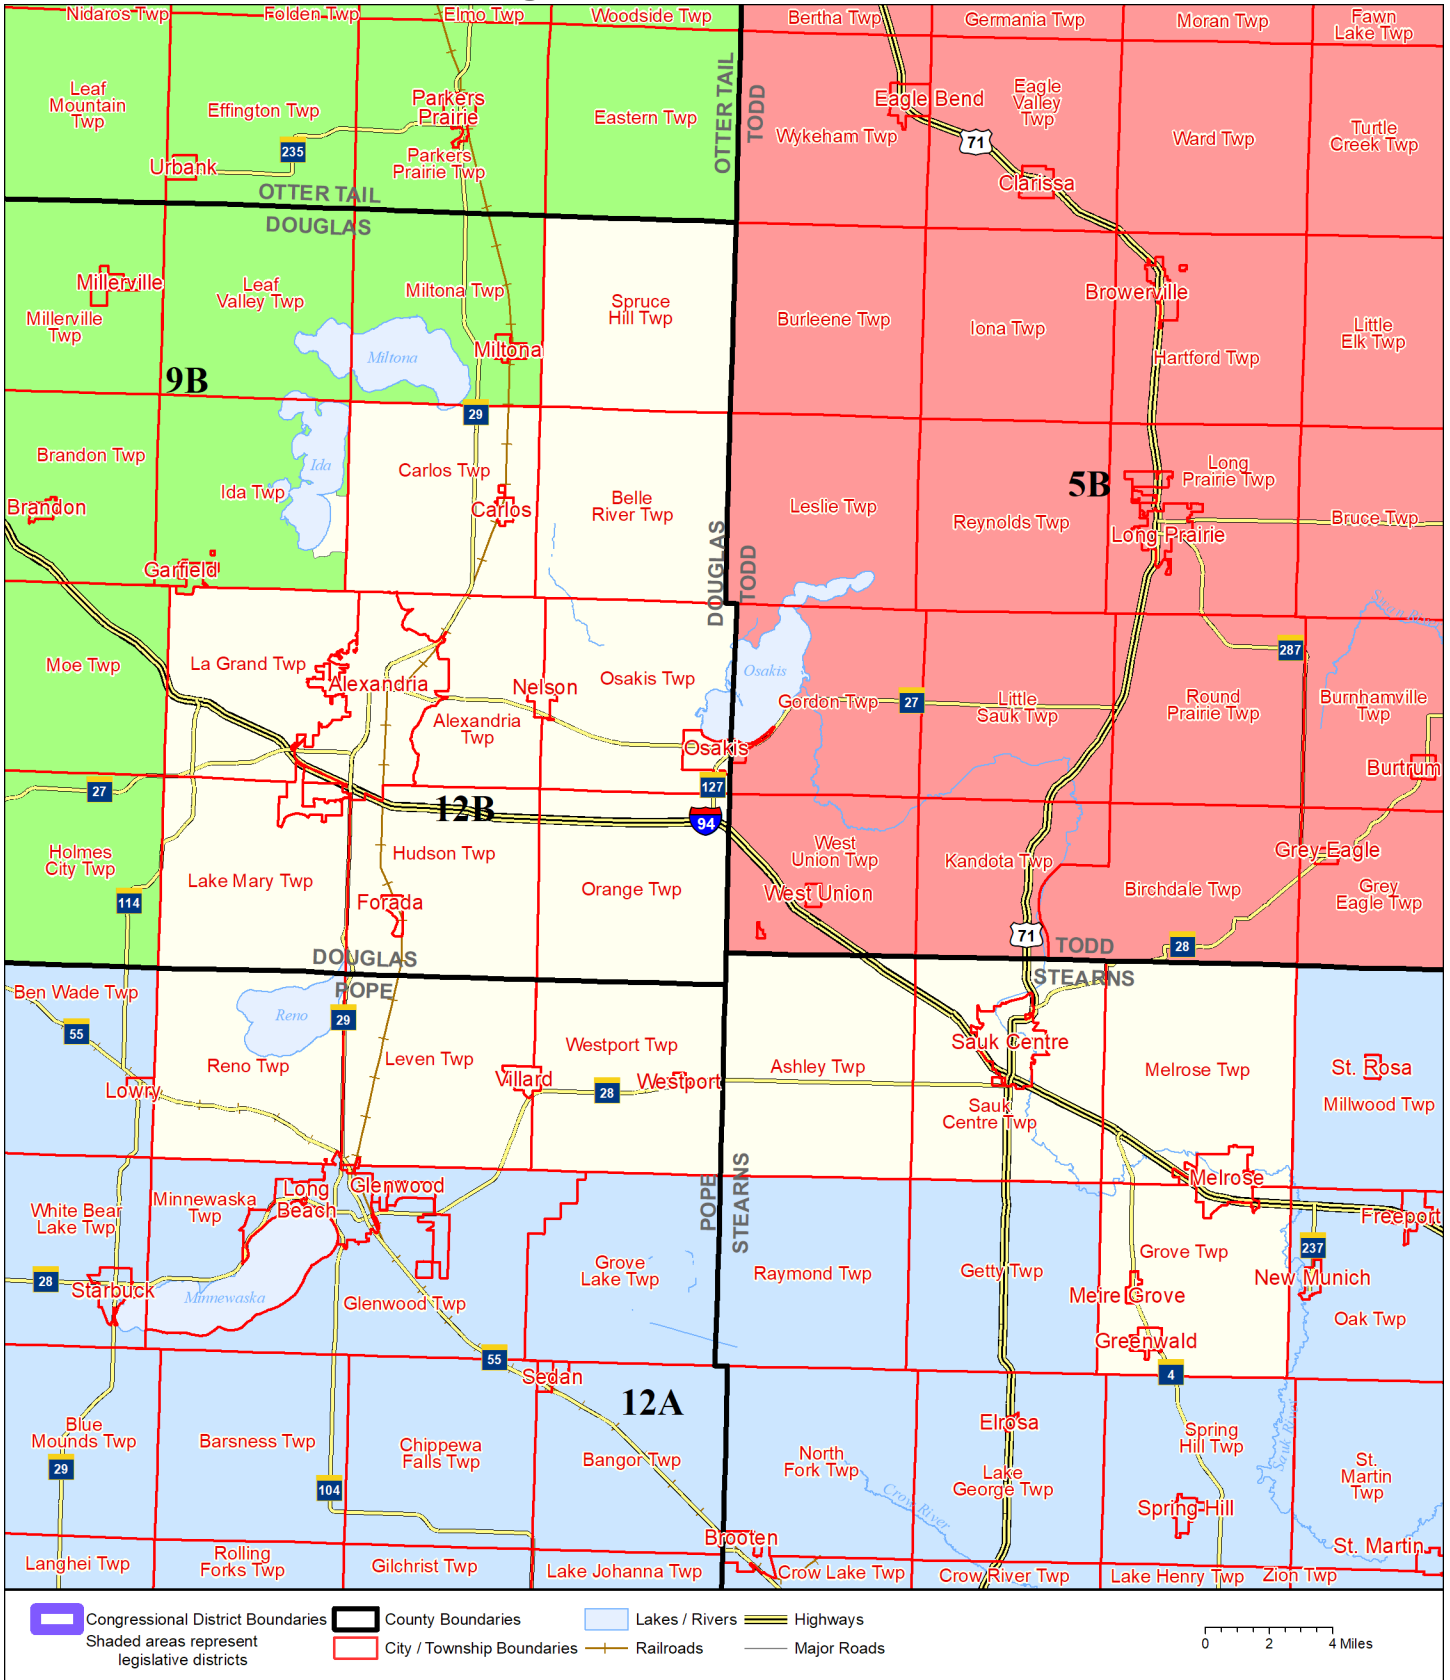 Nidaros Twp
Folden Twp
Elmo Twp
Woodside Twp
Bertha Twp
Germania Twp
Moran Twp
Fawn
Lake Twp
Leaf
Mountain
Twp
Effington Twp
Parkers
Prairie
Eastern Twp
OTTER TAIL
TODD
Eagle Bend
Eagle
Valley
Twp
Wykeham Twp
71
Ward Twp
Turtle
Creek Twp
235
Urbank
Parkers
Prairie Twp
Clarissa
OTTER TAIL
DOUGLAS
Millerville
Leaf
Valley Twp
Miltona Twp
Spruce
Hill Twp
Browerville
Millerville
Twp
Burleene Twp
Iona Twp
Little
Elk Twp
Miltona
Miltona
Hartford Twp
9B
29
Brandon Twp
Ida
Ida Twp
Carlos Twp
Belle
River Twp
Leslie Twp
5B
Long
Prairie Twp
Brandon
Carlos
Reynolds Twp
Bruce Twp
Long Prairie
Garfield
DOUGLAS
TODD
Swan River
287
Moe Twp
La Grand Twp
Alexandria
Nelson
Osakis Twp
Osakis
Gordon Twp
27
Little
Sauk Twp
Round
Prairie Twp
Burnhamville
Twp
Alexandria
Twp
Osakis
Burtrum
27
127
12B
94
Holmes
City Twp
Hudson Twp
West
Union Twp
Kandota Twp
Grey Eagle
Lake Mary Twp
Orange Twp
West Union
Birchdale Twp
Grey
Eagle Twp
114
Forada
71
28
DOUGLAS
POPE
TODD
STEARNS
Ben Wade Twp
55
Reno
29
Reno Twp
Leven Twp
Westport Twp
Sauk Centre
Ashley Twp
Melrose Twp
St. Rosa
Lowry
Villard
28
Westport
Millwood Twp
Sauk
Centre Twp
White Bear
Lake Twp
Minnewaska
Twp
Long
Beach
Glenwood
POPE
STEARNS
Melrose
Freeport
237
28
Starbuck
Minnewaska
Glenwood Twp
Grove
Lake Twp
Raymond Twp
Getty Twp
Grove Twp
Meire Grove
New Munich
Oak Twp
Greenwald
55
Sedan
4
12A
Blue
Mounds Twp
Barsness Twp
Chippewa
Falls Twp
Bangor Twp
North
Fork Twp
Elrosa
Spring
Hill Twp
Sauk River
29
104
Crow River
Lake
George Twp
St.
Martin
Twp
Spring Hill
Brooten
St. Martin
Langhei Twp
Rolling
Forks Twp
Gilchrist Twp
Lake Johanna Twp
Crow Lake Twp
Crow River Twp
Lake Henry Twp
Zion Twp
Congressional District Boundaries
County Boundaries
Lakes / Rivers
Highways
Shaded areas represent
legislative districts
City / Township Boundaries
Railroads
Major Roads
0 2 4 Miles